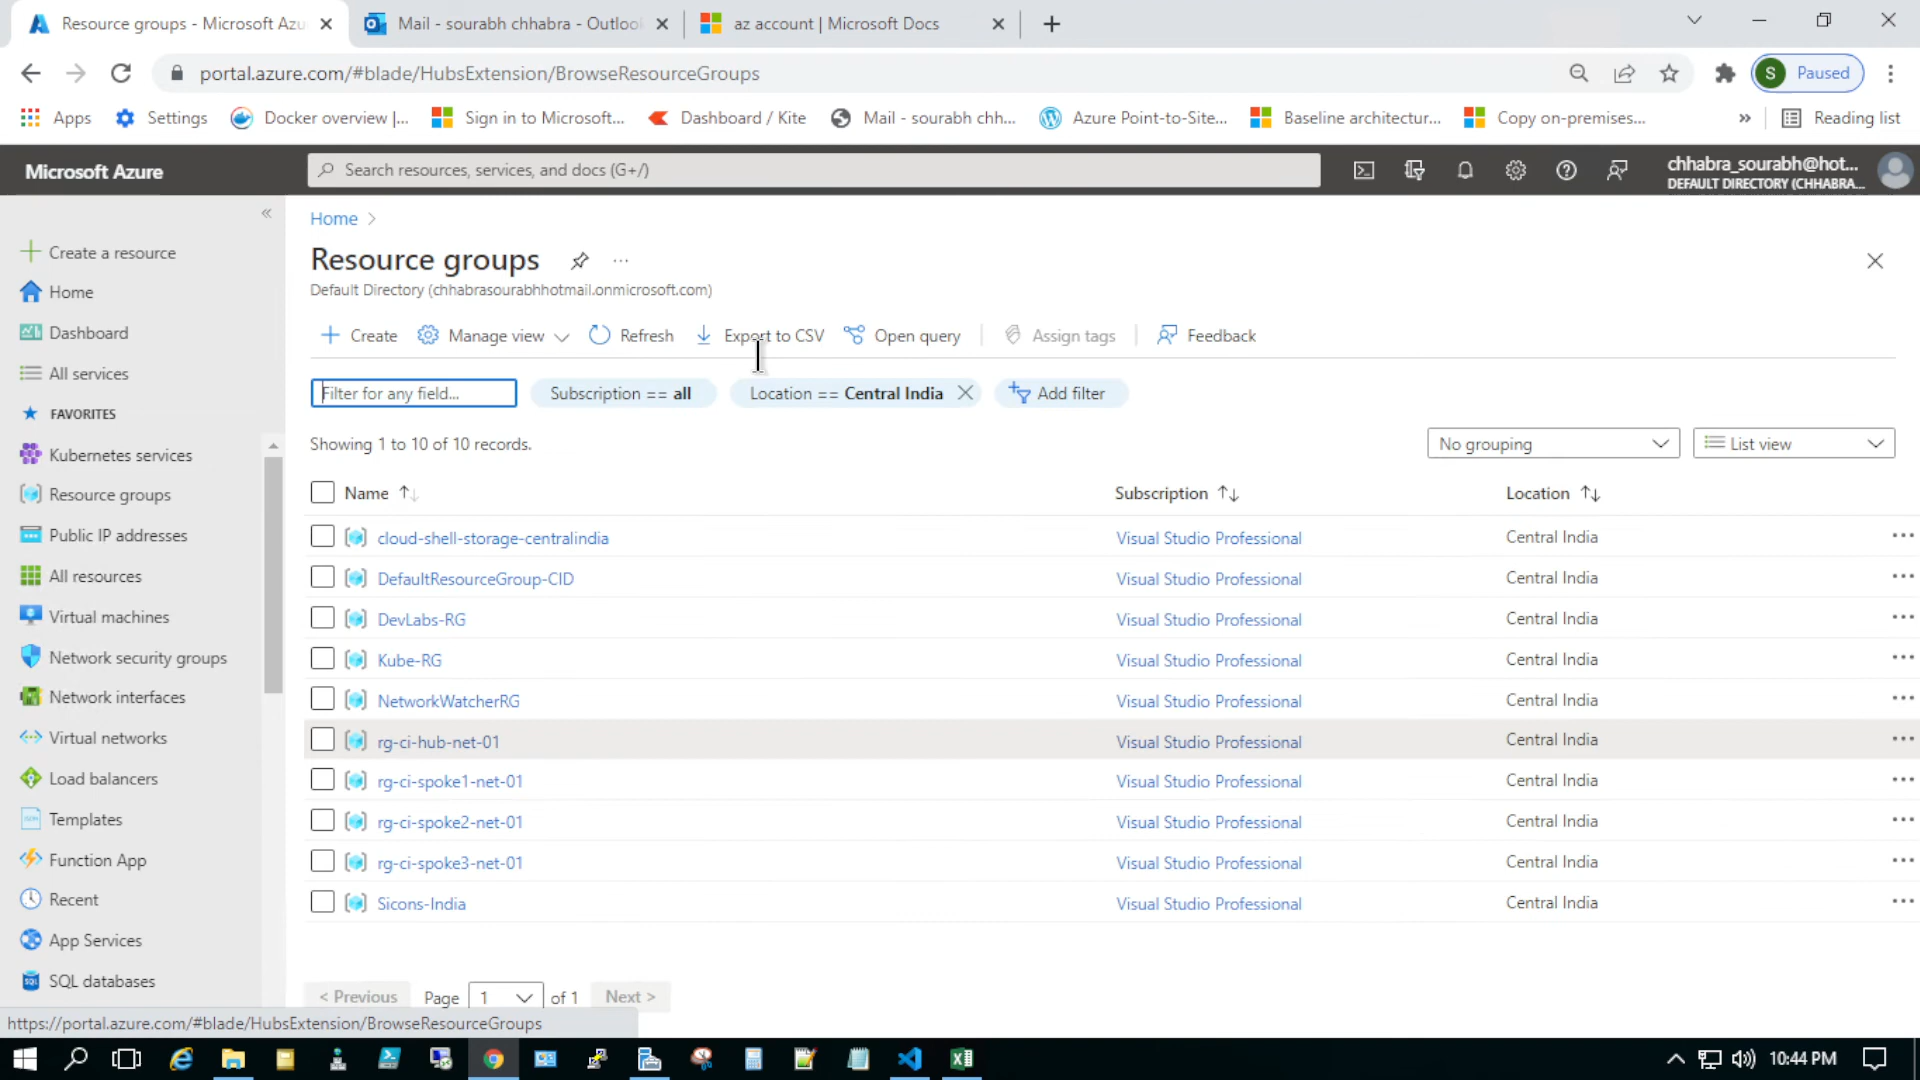 Resource groups - Microsoft Azu
Mail - sourabh chhabra - Outloo
az account | Microsoft Docs
portal.azure.com/#blade/HubsExtension/BrowseResourceGroups
S
Paused
Apps
Settings
Docker overview |...
Sign in to Microsoft...
Dashboard / Kite
Mail - sourabh chh...
Azure Point-to-Site...
Baseline architectur...
Copy on-premises...
»
Reading list
Microsoft Azure
Search resources, services, and docs (G+/)
chhabra_sourabh@hot...
DEFAULT DIRECTORY (CHHABRA...
«
Create a resource
Home
Dashboard
All services
FAVORITES
Kubernetes services
Resource groups
Public IP addresses
All resources
Virtual machines
Network security groups
Network interfaces
Virtual networks
Load balancers
Templates
Function App
Recent
App Services
SQL databases
Home >
Resource groups
...
Default Directory (chhabrasourabhhotmail.onmicrosoft.com)
Create
Manage view
Refresh
Export to CSV
Open query
Assign tags
Feedback
Filter for any field...
Subscription == all
Location == Central India
Add filter
Showing 1 to 10 of 10 records.
No grouping
List view
Name
Subscription
Location
cloud-shell-storage-centralindia Visual Studio Professional Central India
DefaultResourceGroup-CID Visual Studio Professional Central India
DevLabs-RG Visual Studio Professional Central India
Kube-RG Visual Studio Professional Central India
NetworkWatcherRG Visual Studio Professional Central India
rg-ci-hub-net-01 Visual Studio Professional Central India
rg-ci-spoke1-net-01 Visual Studio Professional Central India
rg-ci-spoke2-net-01 Visual Studio Professional Central India
rg-ci-spoke3-net-01 Visual Studio Professional Central India
Sicons-India Visual Studio Professional Central India
< Previous Page 1 of 1 Next >
https://portal.azure.com/#blade/HubsExtension/BrowseResourceGroups
10:44 PM